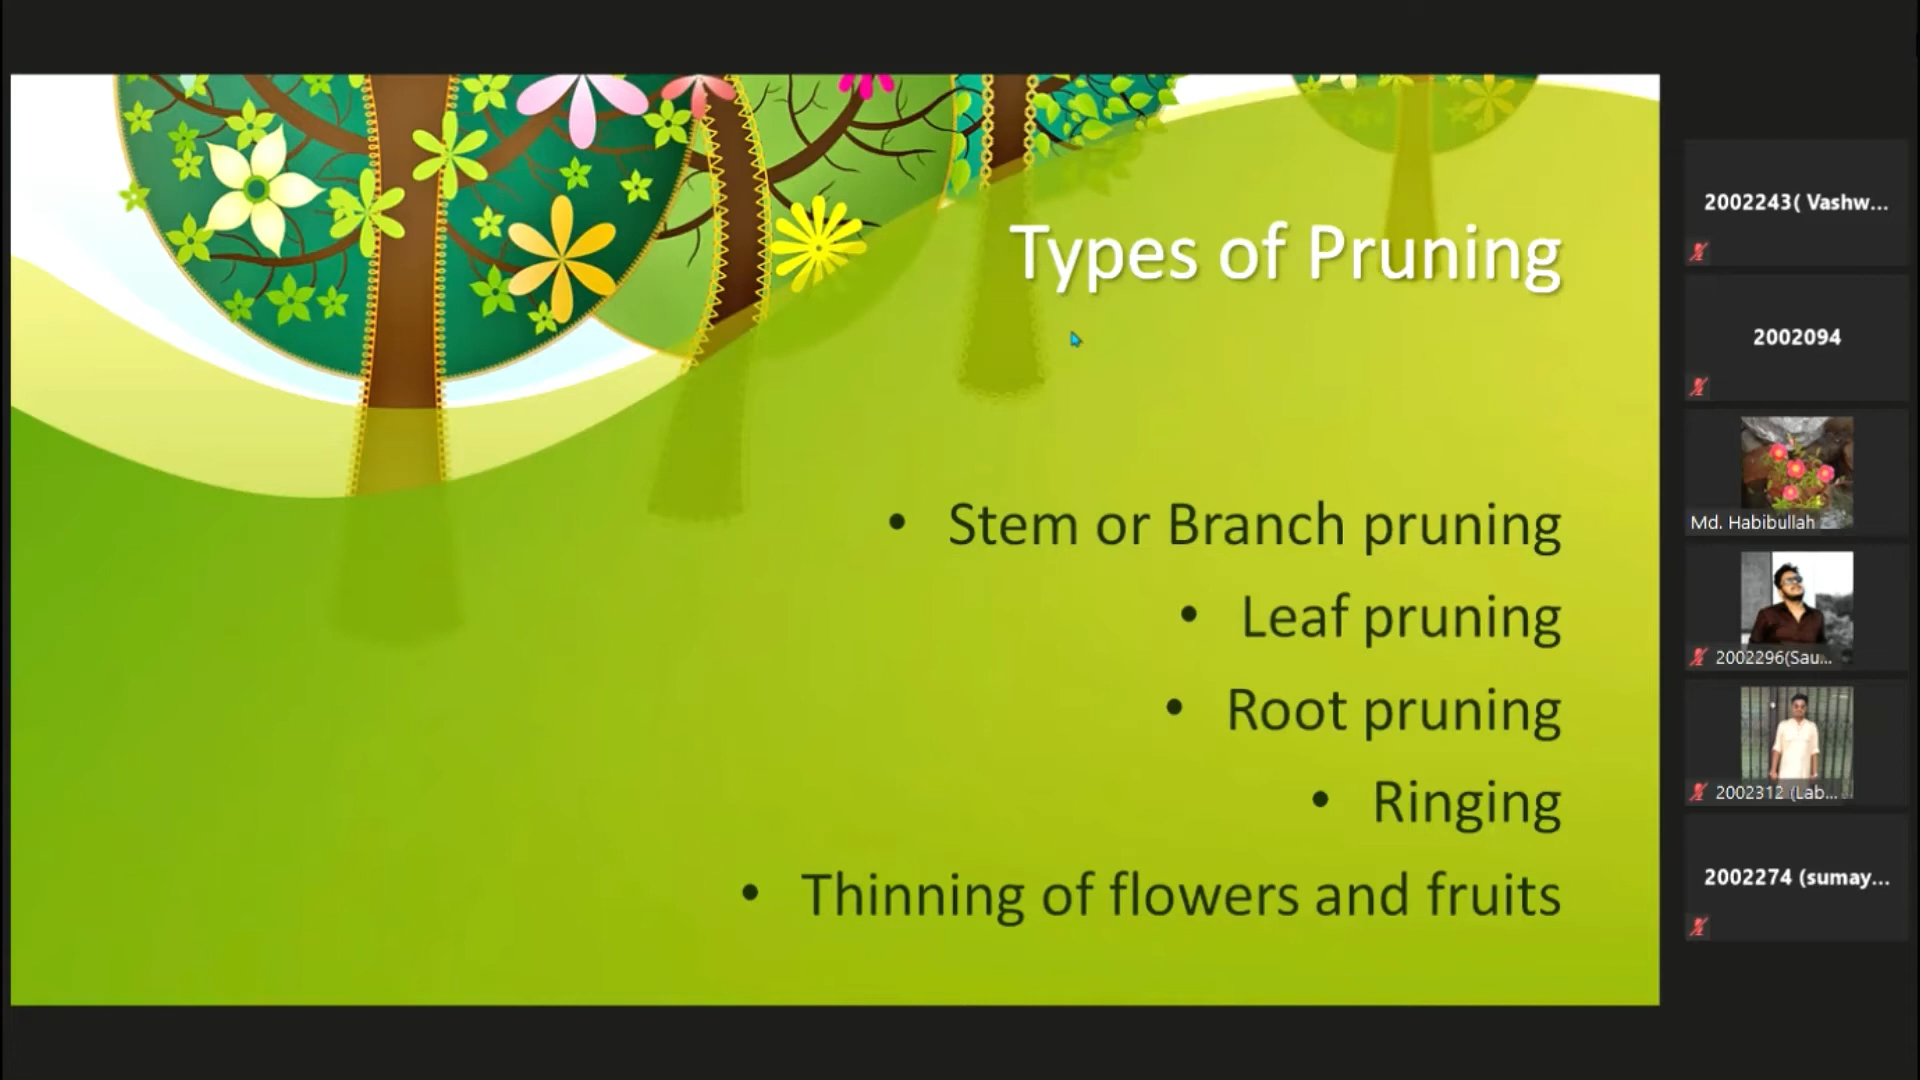 Types of Pruning
• Stem or Branch pruning
• Leaf pruning
• Root pruning
• Ringing
• Thinning of flowers and fruits
2002243( Vashw...
2002094
Md. Habibullah
2002296(Sau...
2002312 (Lab...
2002274 (sumay...